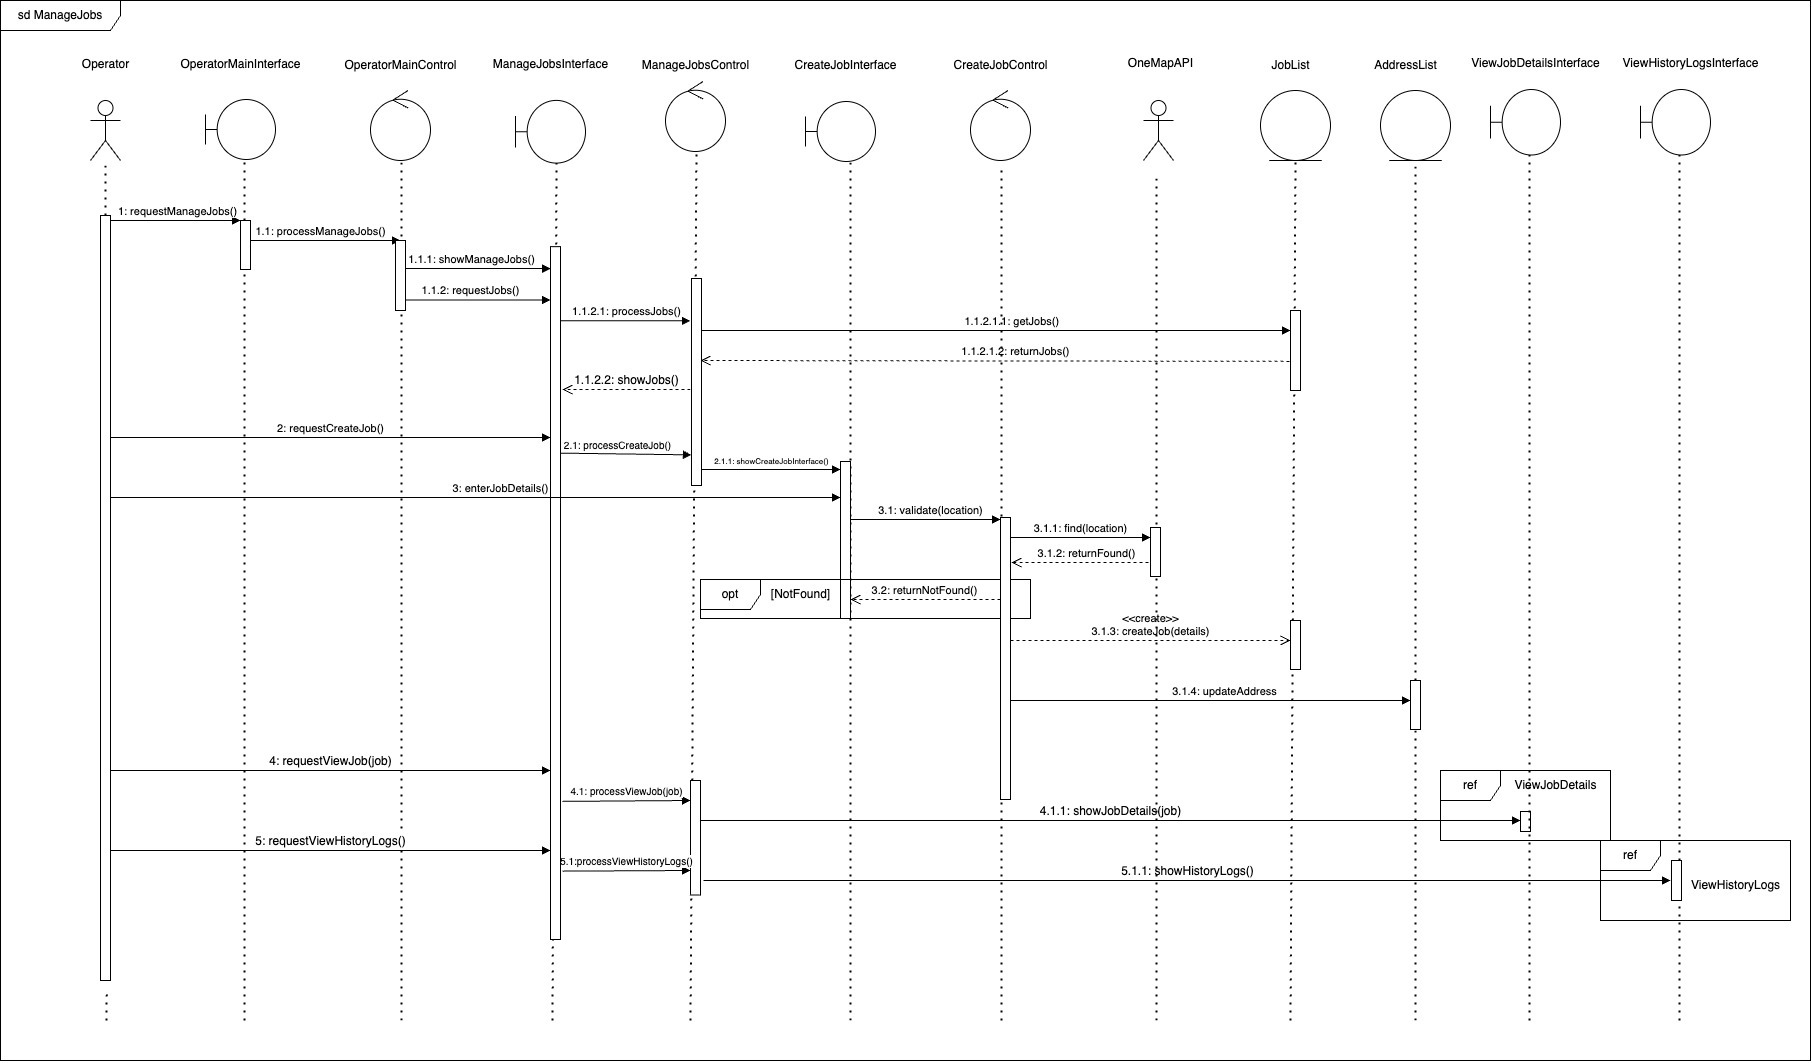 sd ManageJobs
Operator
OperatorMainInterface
OperatorMainControl
ManageJobsInterface
ManageJobsControl
CreateJobInterface
CreateJobControl
OneMapAPI
JobList
AddressList
ViewJobDetailsInterface
ViewHistoryLogsInterface
1: requestManageJobs()
1.1: processManageJobs()
1.1.1: showManageJobs()
1.1.2: requestJobs()
1.1.2.1: processJobs()
1.1.2.1.1: getJobs()
1.1.2.1.2: returnJobs()
1.1.2.2: showJobs()
2: requestCreateJob()
2.1: processCreateJob()
2.1.1: showCreateJobInterface()
3: enterJobDetails()
3.1: validate(location)
3.1.1: find(location)
3.1.2: returnFound()
opt
[NotFound]
3.2: returnNotFound()
<<create>>
3.1.3: createJob(details)
3.1.4: updateAddress
4: requestViewJob(job)
ref
ViewJobDetails
4.1: processViewJob(job)
4.1.1: showJobDetails(job)
5: requestViewHistoryLogs()
ref
5.1:processViewHistoryLogs()
5.1.1: showHistoryLogs()
ViewHistoryLogs